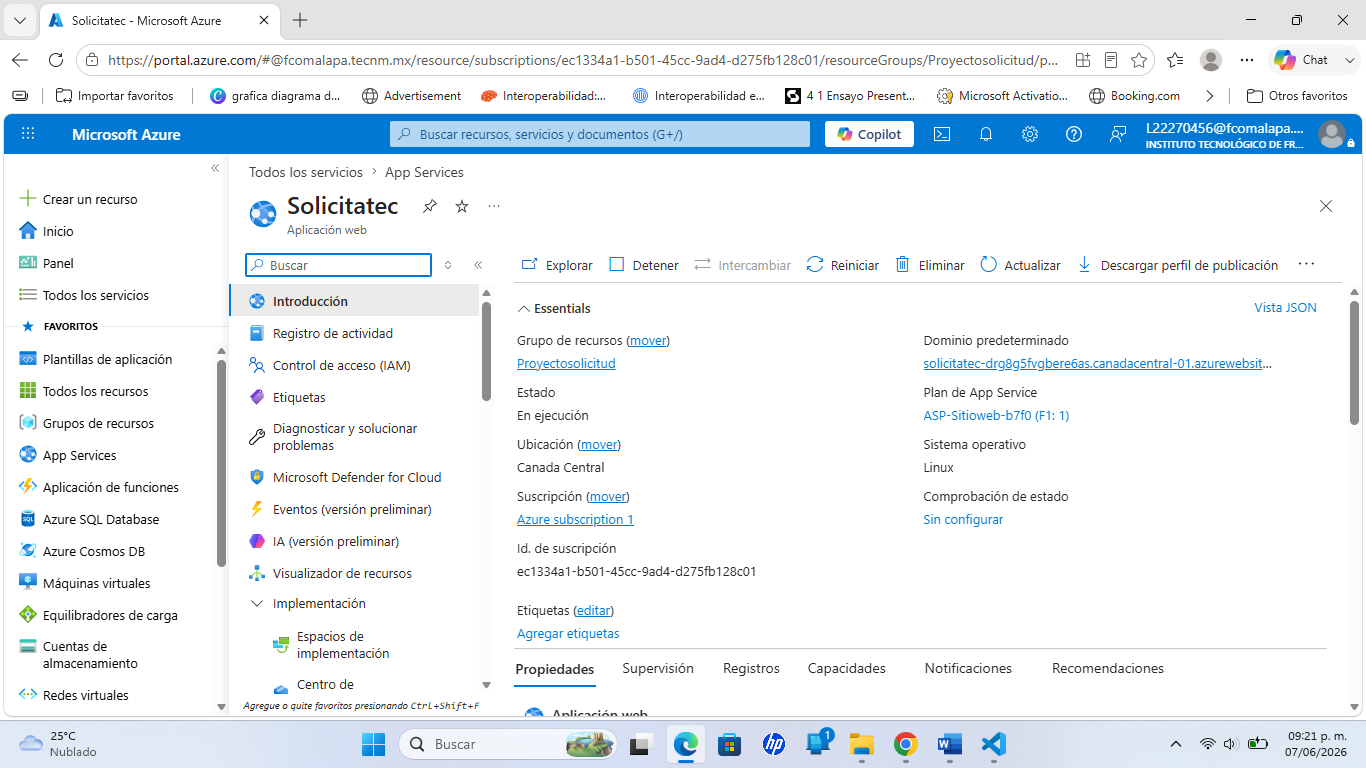 Solicitatec - Microsoft Azure
https://portal.azure.com/#@fcomalapa.tecnm.mx/resource/subscriptions/ec1334a1-b501-45cc-9ad4-d275fb128c01/resourceGroups/Proyectosolicitud/p...
Chat
Importar favoritos
grafica diagrama d...
Advertisement
Interoperabilidad:...
Interoperabilidad e...
4 1 Ensayo Present...
Microsoft Activatio...
Booking.com
Otros favoritos
Microsoft Azure
Buscar recursos, servicios y documentos (G+/)
Copilot
L22270456@fcomalapa....
INSTITUTO TECNOLÓGICO DE FR...
Crear un recurso
Inicio
Panel
Todos los servicios
FAVORITOS
Plantillas de aplicación
Todos los recursos
Grupos de recursos
App Services
Aplicación de funciones
Azure SQL Database
Azure Cosmos DB
Máquinas virtuales
Equilibradores de carga
Cuentas de
almacenamiento
Redes virtuales
Todos los servicios
App Services
Solicitatec
Aplicación web
Buscar
Introducción
Registro de actividad
Control de acceso (IAM)
Etiquetas
Diagnosticar y solucionar
problemas
Microsoft Defender for Cloud
Eventos (versión preliminar)
IA (versión preliminar)
Visualizador de recursos
Implementación
Espacios de
implementación
Centro de
Agregue o quite favoritos presionando Ctrl+Shift+F
Explorar
Detener
Intercambiar
Reiniciar
Eliminar
Actualizar
Descargar perfil de publicación
Essentials
Vista JSON
Grupo de recursos (mover)
Proyectosolicitud
Estado
En ejecución
Ubicación (mover)
Canada Central
Suscripción (mover)
Azure subscription 1
Id. de suscripción
ec1334a1-b501-45cc-9ad4-d275fb128c01
Dominio predeterminado
solicitatec-drg8g5fvgbere6as.canadacentral-01.azurewebsit...
Plan de App Service
ASP-Sitioweb-b7f0 (F1: 1)
Sistema operativo
Linux
Comprobación de estado
Sin configurar
Etiquetas (editar)
Agregar etiquetas
Propiedades
Supervisión
Registros
Capacidades
Notificaciones
Recomendaciones
Aplicación web
25°C
Nublado
Buscar
1
09:21 p. m.
07/06/2026